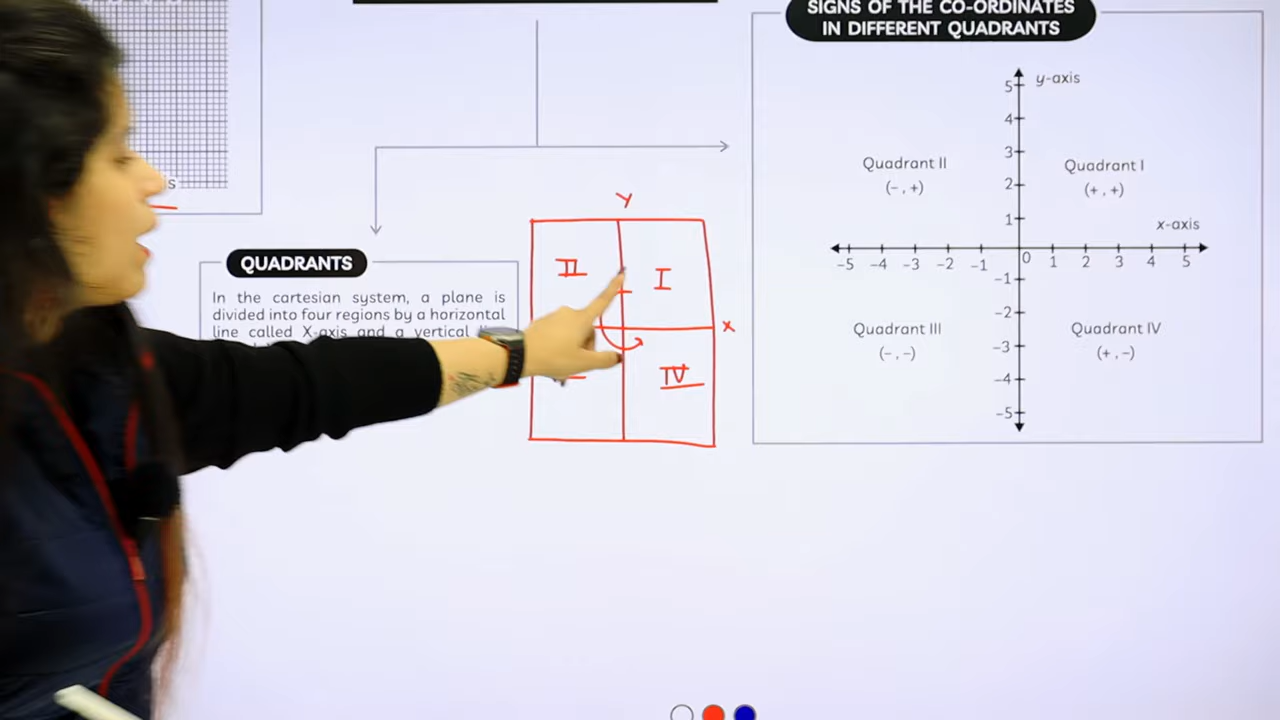 is
QUADRANTS
In the cartesian system, a plane is
divided into four regions by a horizontal
line called X-axis and a vertical
Y
II
I
X
IV
SIGNS OF THE CO-ORDINATES
IN DIFFERENT QUADRANTS
y-axis
5
4
3
2
1
Quadrant II
(−, +)
Quadrant I
(+, +)
x-axis
-5 -4 -3 -2 -1 0 1 2 3 4 5
-1
-2
-3
-4
-5
Quadrant III
(−, −)
Quadrant IV
(+, −)